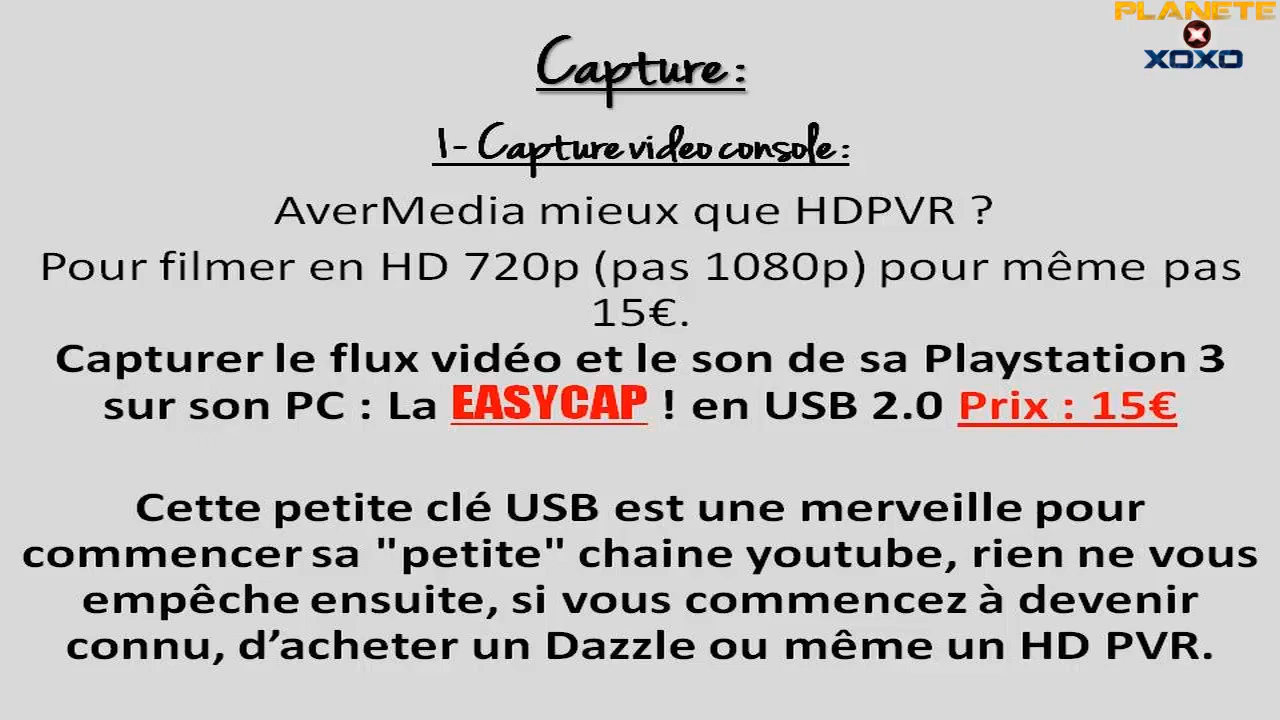 PLANETE
XOXO
Capture :
1- Capture video console :
AverMedia mieux que HDPVR ?
Pour filmer en HD 720p (pas 1080p) pour même pas
15€.
Capturer le flux vidéo et le son de sa Playstation 3
sur son PC : La EASYCAP ! en USB 2.0 Prix : 15€
Cette petite clé USB est une merveille pour
commencer sa "petite" chaine youtube, rien ne vous
empêche ensuite, si vous commencez à devenir
connu, d’acheter un Dazzle ou même un HD PVR.